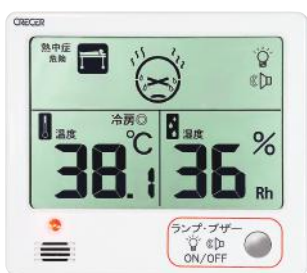 CRECER
熱中症
危険
冷房◎
温度
38.1
℃
湿度
36
%
Rh
ランプ・ブザー
ON/OFF